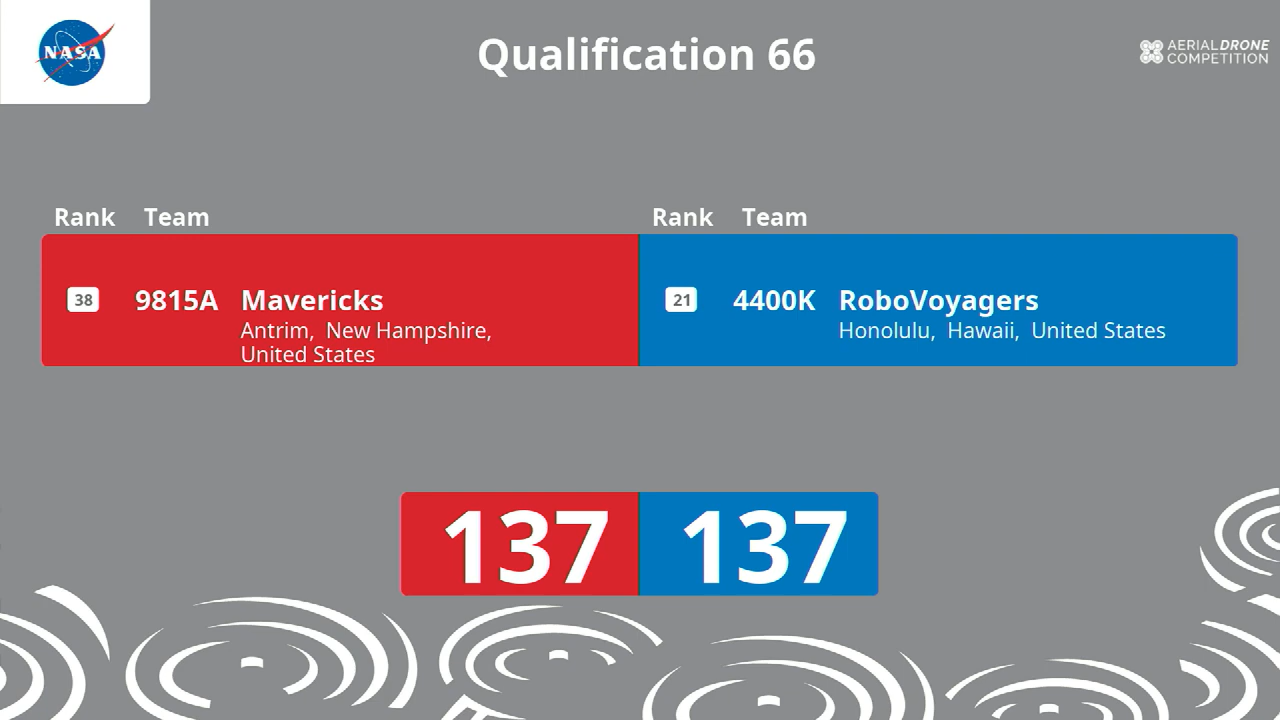 NASA
Qualification 66
AERIAL DRONE
COMPETITION
Rank Team
38 9815A Mavericks
Antrim, New Hampshire,
United States
Rank Team
21 4400K RoboVoyagers
Honolulu, Hawaii, United States
137 137